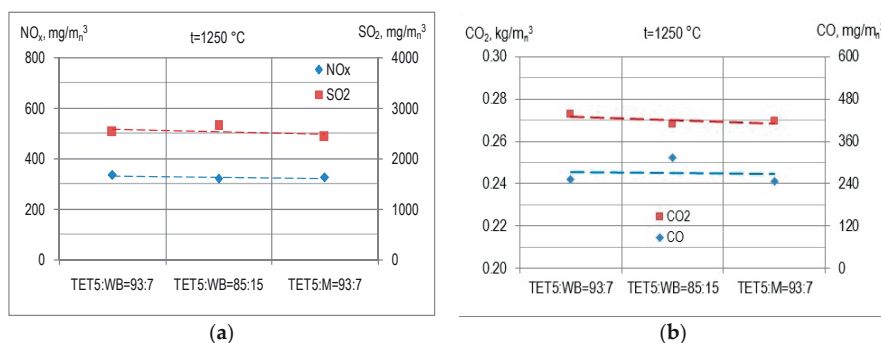 NOx, mg/mn3
t=1250 °C
SO2, mg/mn3
800
600
400
200
0
4000
3000
2000
1000
0
NOx
SO2
TET5:WB=93:7
TET5:WB=85:15
TET5:M=93:7
(a)
CO2, kg/mn3
t=1250 °C
CO, mg/mn3
0.30
0.28
0.26
0.24
0.22
0.20
600
480
360
240
120
0
CO2
CO
TET5:WB=93:7
TET5:WB=85:15
TET5:M=93:7
(b)